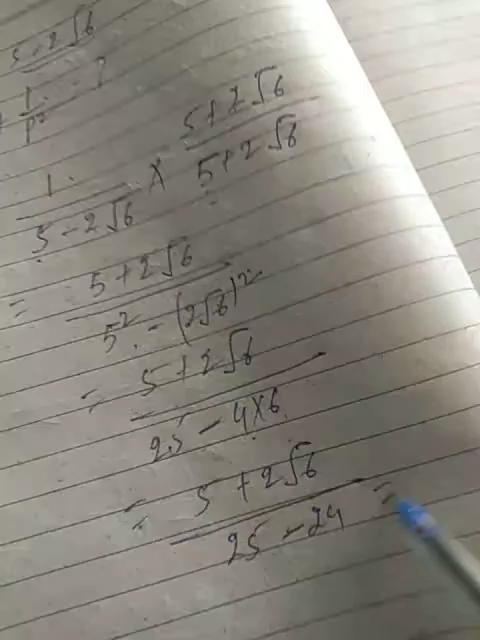 5 - 2√6
+ 1/p² = ?
1/(5 - 2√6) × (5 + 2√6)/(5 + 2√6)
= (5 + 2√6)/(5² - (2√6)²)
= (5 + 2√6)/(25 - 4×6)
= (5 + 2√6)/(25 - 24) =